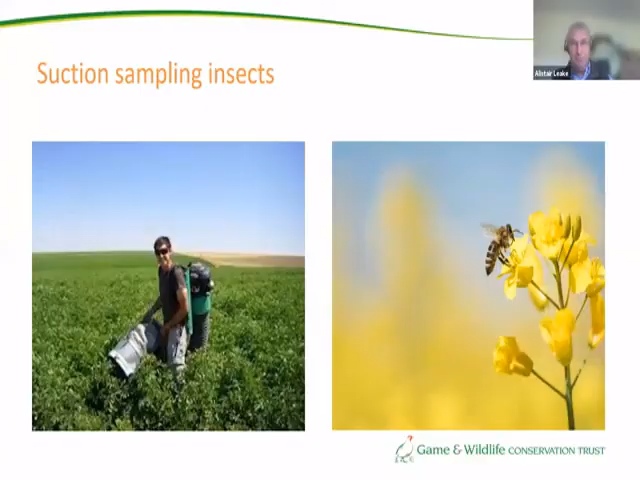 Suction sampling insects
Alistair Leake
Game & Wildlife CONSERVATION TRUST